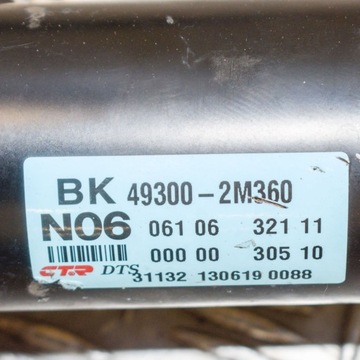 BK 49300-2M360
N06 061 06 321 11
000 00 305 10
CTR DTS 31132 130619 0088